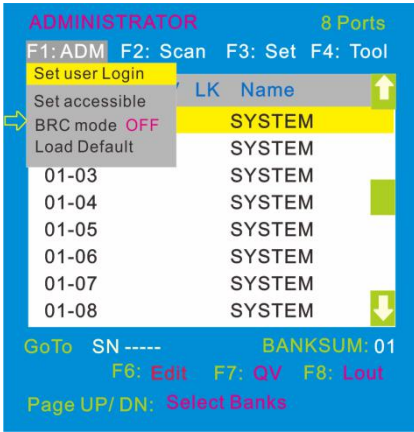 ADMINISTRATOR 8 Ports
F1: ADM F2: Scan F3: Set F4: Tool
Set user Login
LK Name
Set accessible
SYSTEM
BRC mode OFF
Load Default SYSTEM
01-03 SYSTEM
01-04 SYSTEM
01-05 SYSTEM
01-06 SYSTEM
01-07 SYSTEM
01-08 SYSTEM
GoTo SN ----- BANKSUM: 01
F6: Edit F7: QV F8: Lout
Page UP/ DN: Select Banks